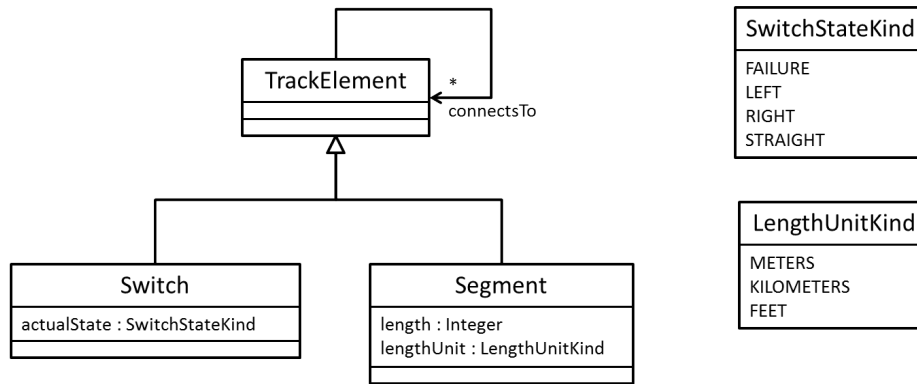 TrackElement
*
connectsTo
SwitchStateKind
FAILURE
LEFT
RIGHT
STRAIGHT
LengthUnitKind
METERS
KILOMETERS
FEET
Switch
actualState : SwitchStateKind
Segment
length : Integer
lengthUnit : LengthUnitKind